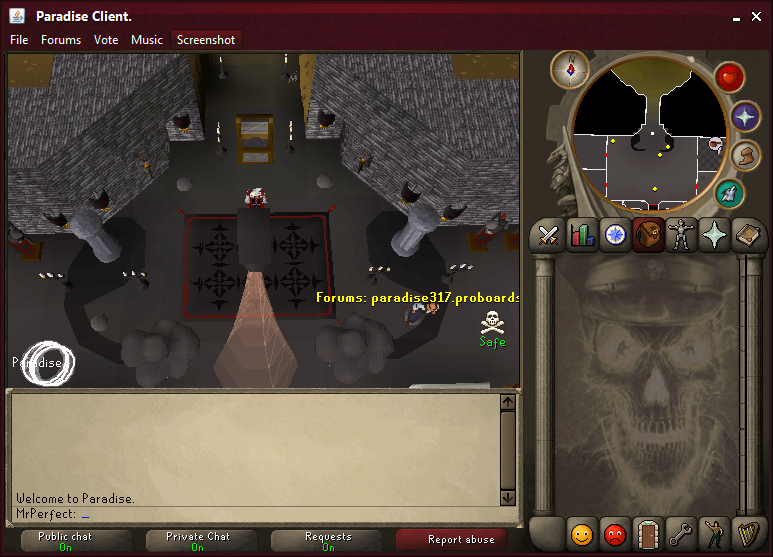 Paradise Client.
File Forums Vote Music Screenshot
N
Forums: paradise317.proboards
Safe
Paradise
Welcome to Paradise.
MrPerfect: _
Public chat Private Chat Requests Report abuse
On On On